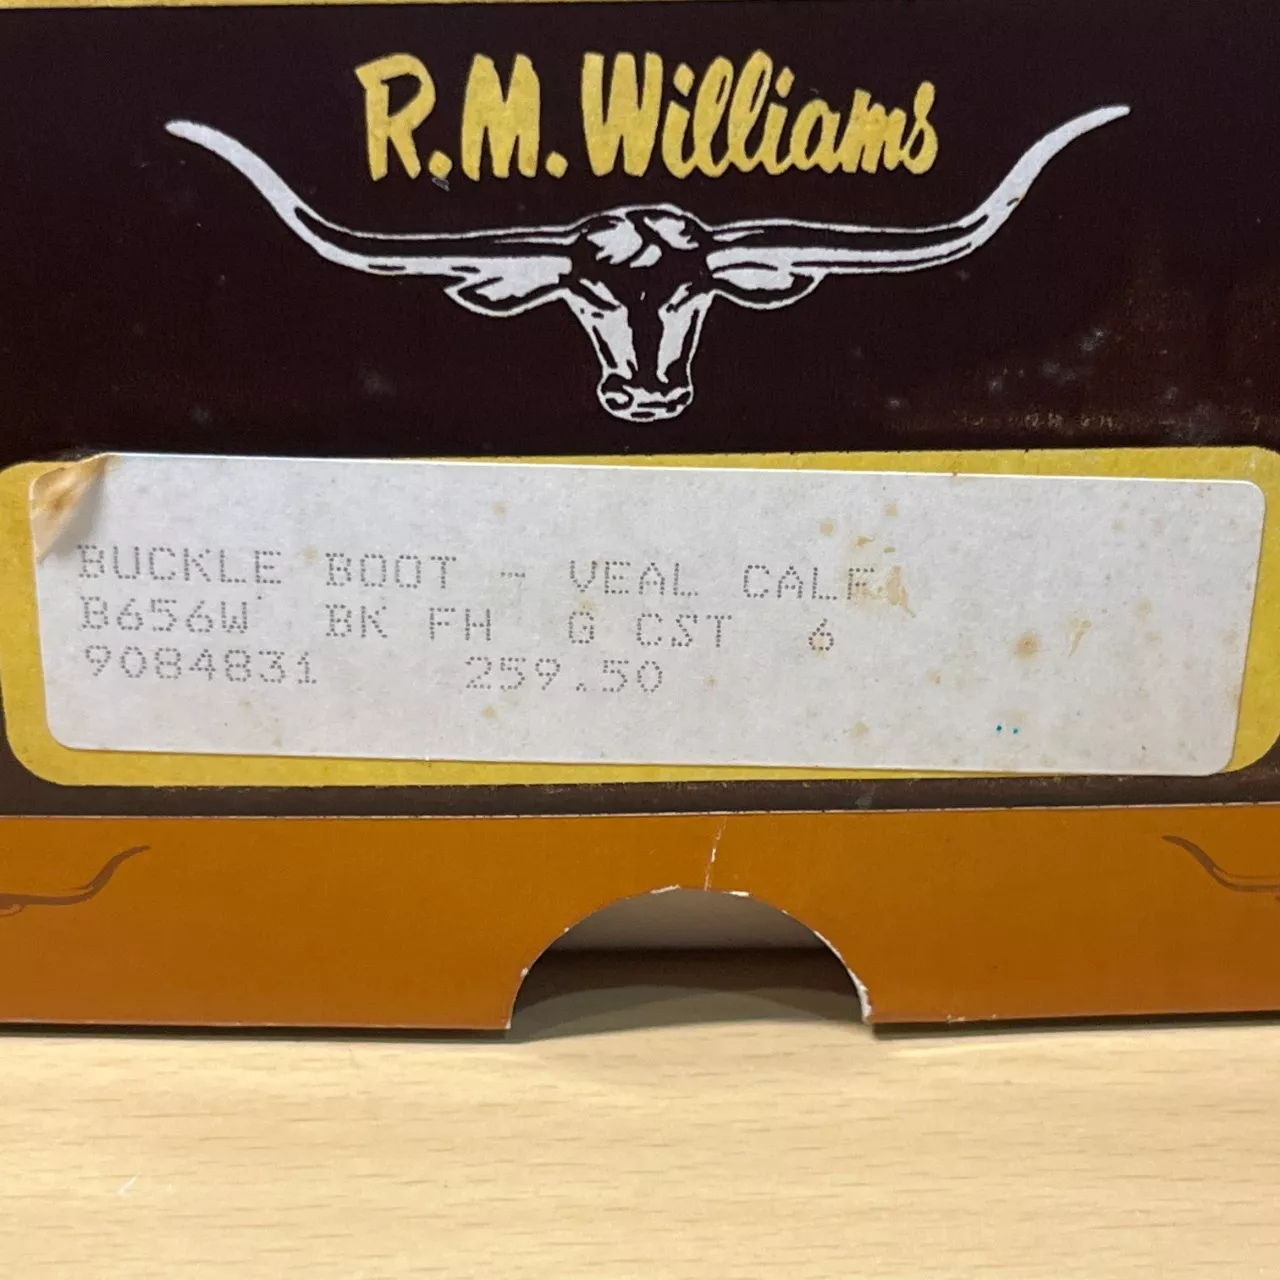 R.M.Williams
BUCKLE BOOT - VEAL CALF
B656W BK FH G CST 6
9084831 259.50